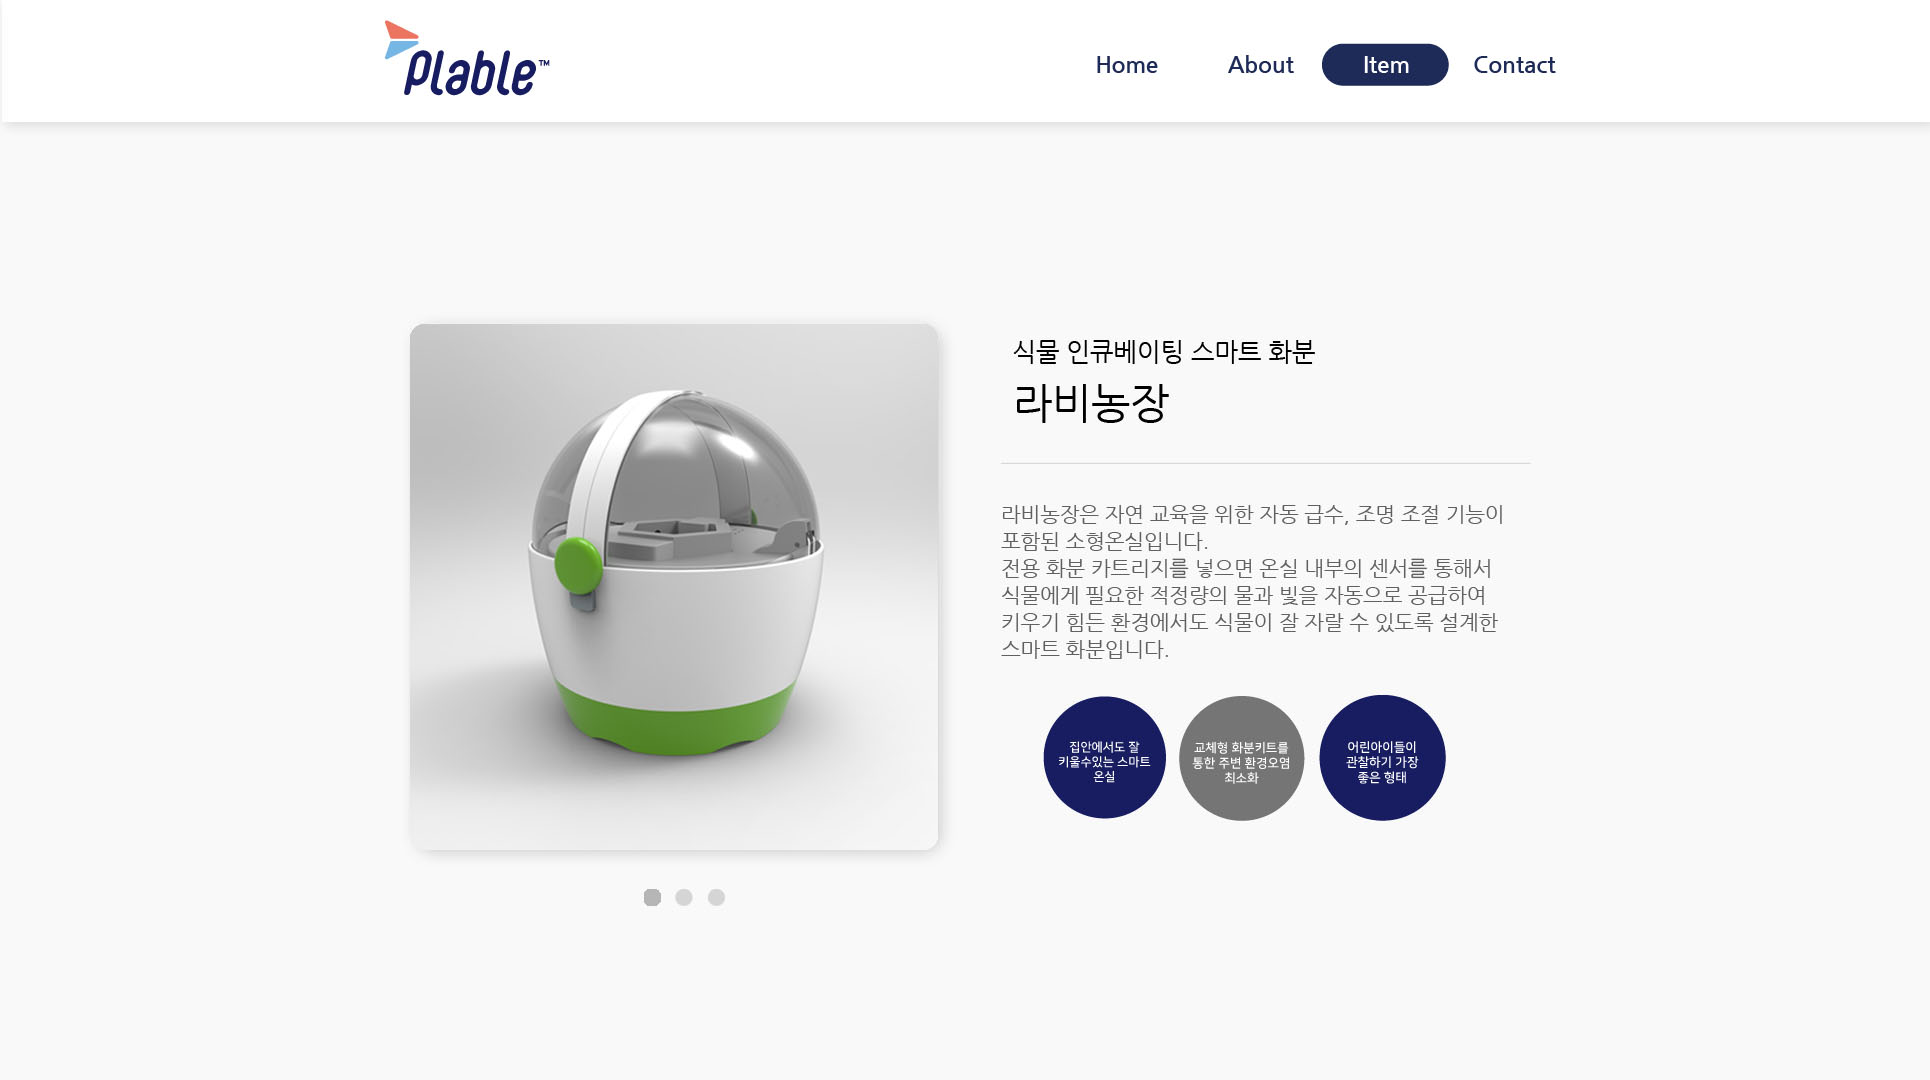 Plable™
Home
About
Item
Contact
식물 인큐베이팅 스마트 화분
라비농장
라비농장은 자연 교육을 위한 자동 급수, 조명 조절 기능이
포함된 소형온실입니다.
전용 화분 카트리지를 넣으면 온실 내부의 센서를 통해서
식물에게 필요한 적정량의 물과 빛을 자동으로 공급하여
키우기 힘든 환경에서도 식물이 잘 자랄 수 있도록 설계한
스마트 화분입니다.
집안에서도 잘
키울수있는 스마트
온실
교체형 화분키트를
통한 주변 환경오염
최소화
어린아이들이
관찰하기 가장
좋은 형태